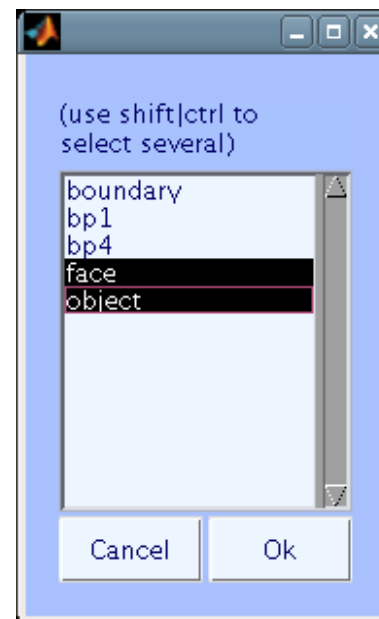 (use shift|ctrl to
select several)
boundary
bp1
bp4
face
object
Cancel Ok